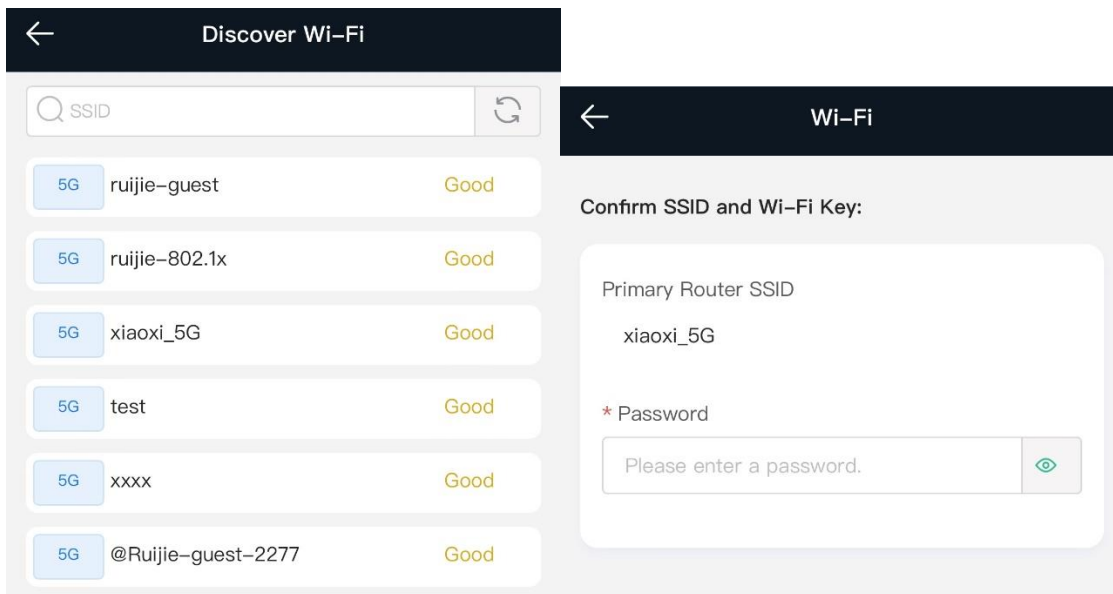 Discover Wi-Fi
SSID
5G ruijie-guest Good
5G ruijie-802.1x Good
5G xiaoxi_5G Good
5G test Good
5G xxxx Good
5G @Ruijie-guest-2277 Good
Wi-Fi
Confirm SSID and Wi-Fi Key:
Primary Router SSID
xiaoxi_5G
* Password
Please enter a password.